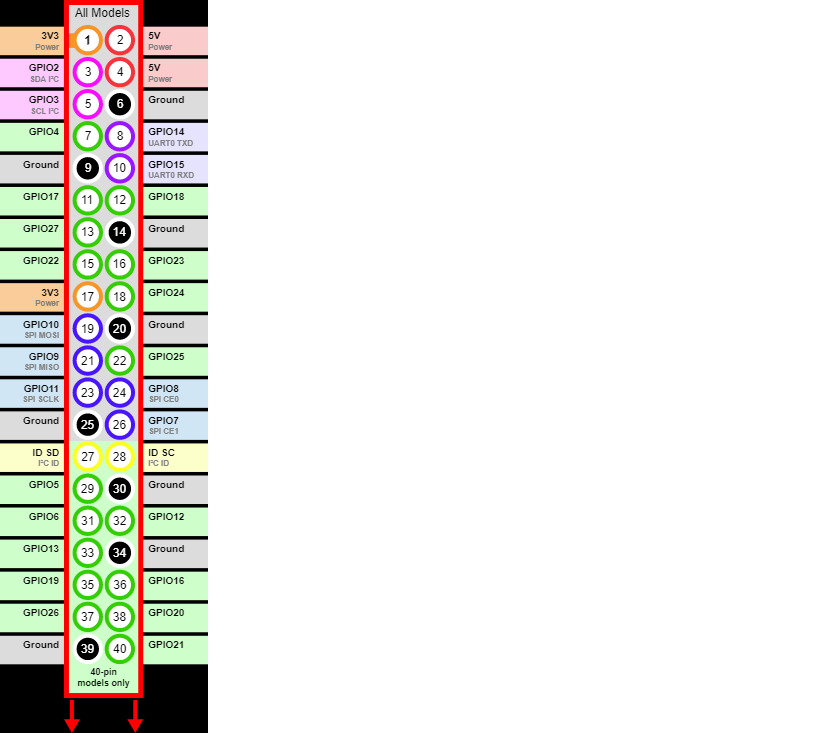 All Models
3V3 1 2 5V
Power Power
GPIO2 3 4 5V
SDA I²C Power
GPIO3 5 6 Ground
SCL I²C
GPIO4 7 8 GPIO14
UART0 TXD
Ground 9 10 GPIO15
UART0 RXD
GPIO17 11 12 GPIO18
GPIO27 13 14 Ground
GPIO22 15 16 GPIO23
3V3 17 18 GPIO24
Power
GPIO10 19 20 Ground
SPI MOSI
GPIO9 21 22 GPIO25
SPI MISO
GPIO11 23 24 GPIO8
SPI SCLK SPI CE0
Ground 25 26 GPIO7
SPI CE1
ID SD 27 28 ID SC
I²C ID I²C ID
GPIO5 29 30 Ground
GPIO6 31 32 GPIO12
GPIO13 33 34 Ground
GPIO19 35 36 GPIO16
GPIO26 37 38 GPIO20
Ground 39 40 GPIO21
40-pin
models only